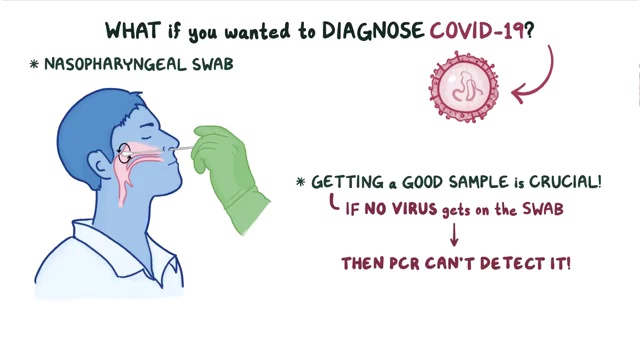 WHAT if you wanted to DIAGNOSE COVID-19?
* NASOPHARYNGEAL SWAB
* GETTING a GOOD SAMPLE is CRUCIAL!
IF NO VIRUS gets on the SWAB
THEN PCR CAN'T DETECT IT!